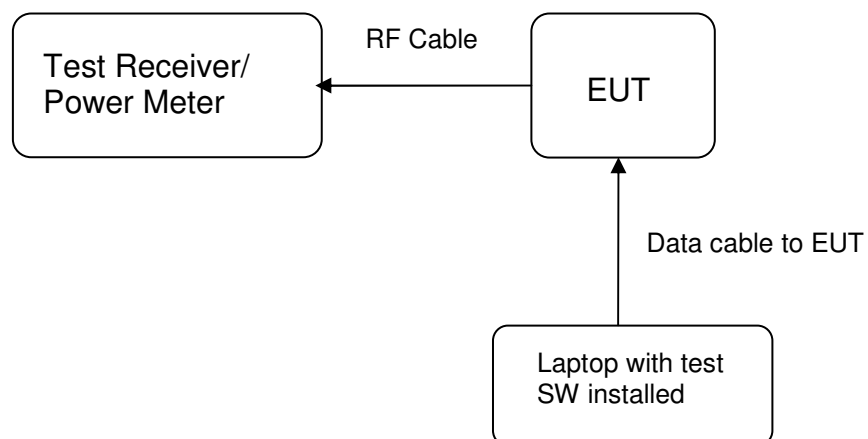 RF Cable
Test Receiver/
Power Meter
EUT
Data cable to EUT
Laptop with test
SW installed